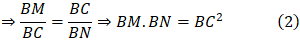 ⇒ BM/BC = BC/BN ⇒ BM.BN = BC² (2)